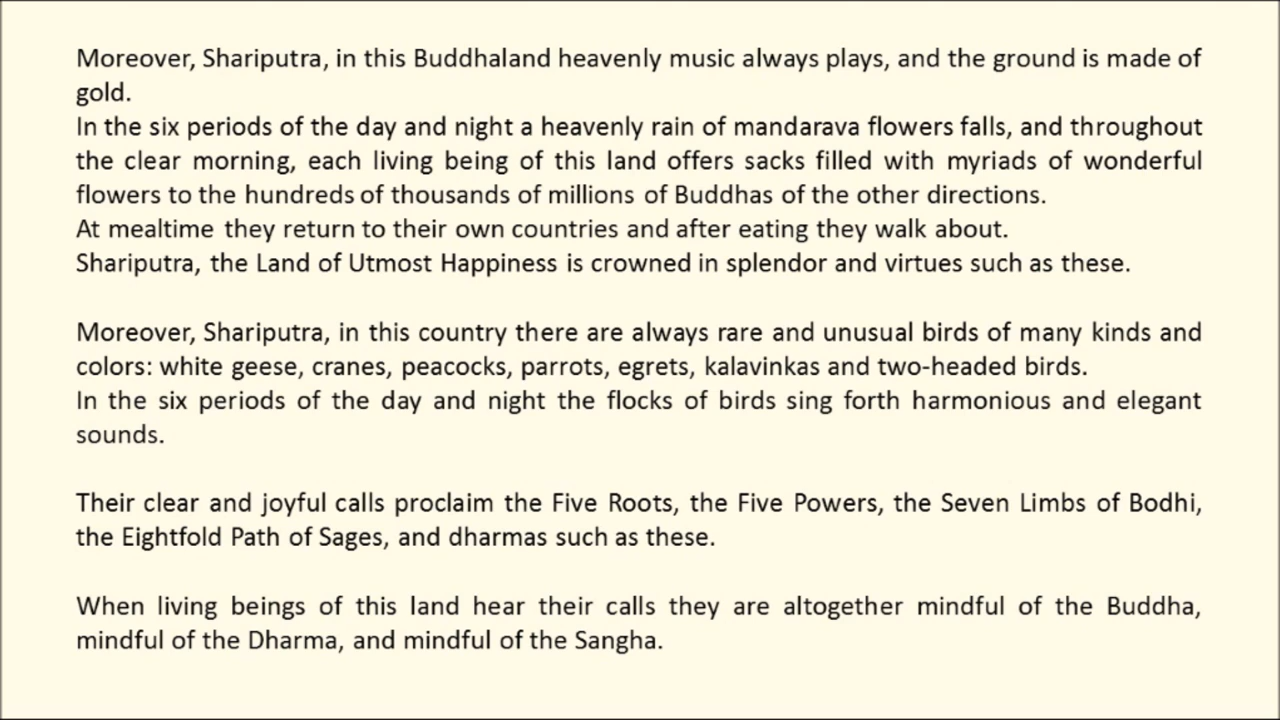 Moreover, Shariputra, in this Buddhaland heavenly music always plays, and the ground is made of
gold.
In the six periods of the day and night a heavenly rain of mandarava flowers falls, and throughout
the clear morning, each living being of this land offers sacks filled with myriads of wonderful
flowers to the hundreds of thousands of millions of Buddhas of the other directions.
At mealtime they return to their own countries and after eating they walk about.
Shariputra, the Land of Utmost Happiness is crowned in splendor and virtues such as these.
Moreover, Shariputra, in this country there are always rare and unusual birds of many kinds and
colors: white geese, cranes, peacocks, parrots, egrets, kalavinkas and two-headed birds.
In the six periods of the day and night the flocks of birds sing forth harmonious and elegant
sounds.
Their clear and joyful calls proclaim the Five Roots, the Five Powers, the Seven Limbs of Bodhi,
the Eightfold Path of Sages, and dharmas such as these.
When living beings of this land hear their calls they are altogether mindful of the Buddha,
mindful of the Dharma, and mindful of the Sangha.